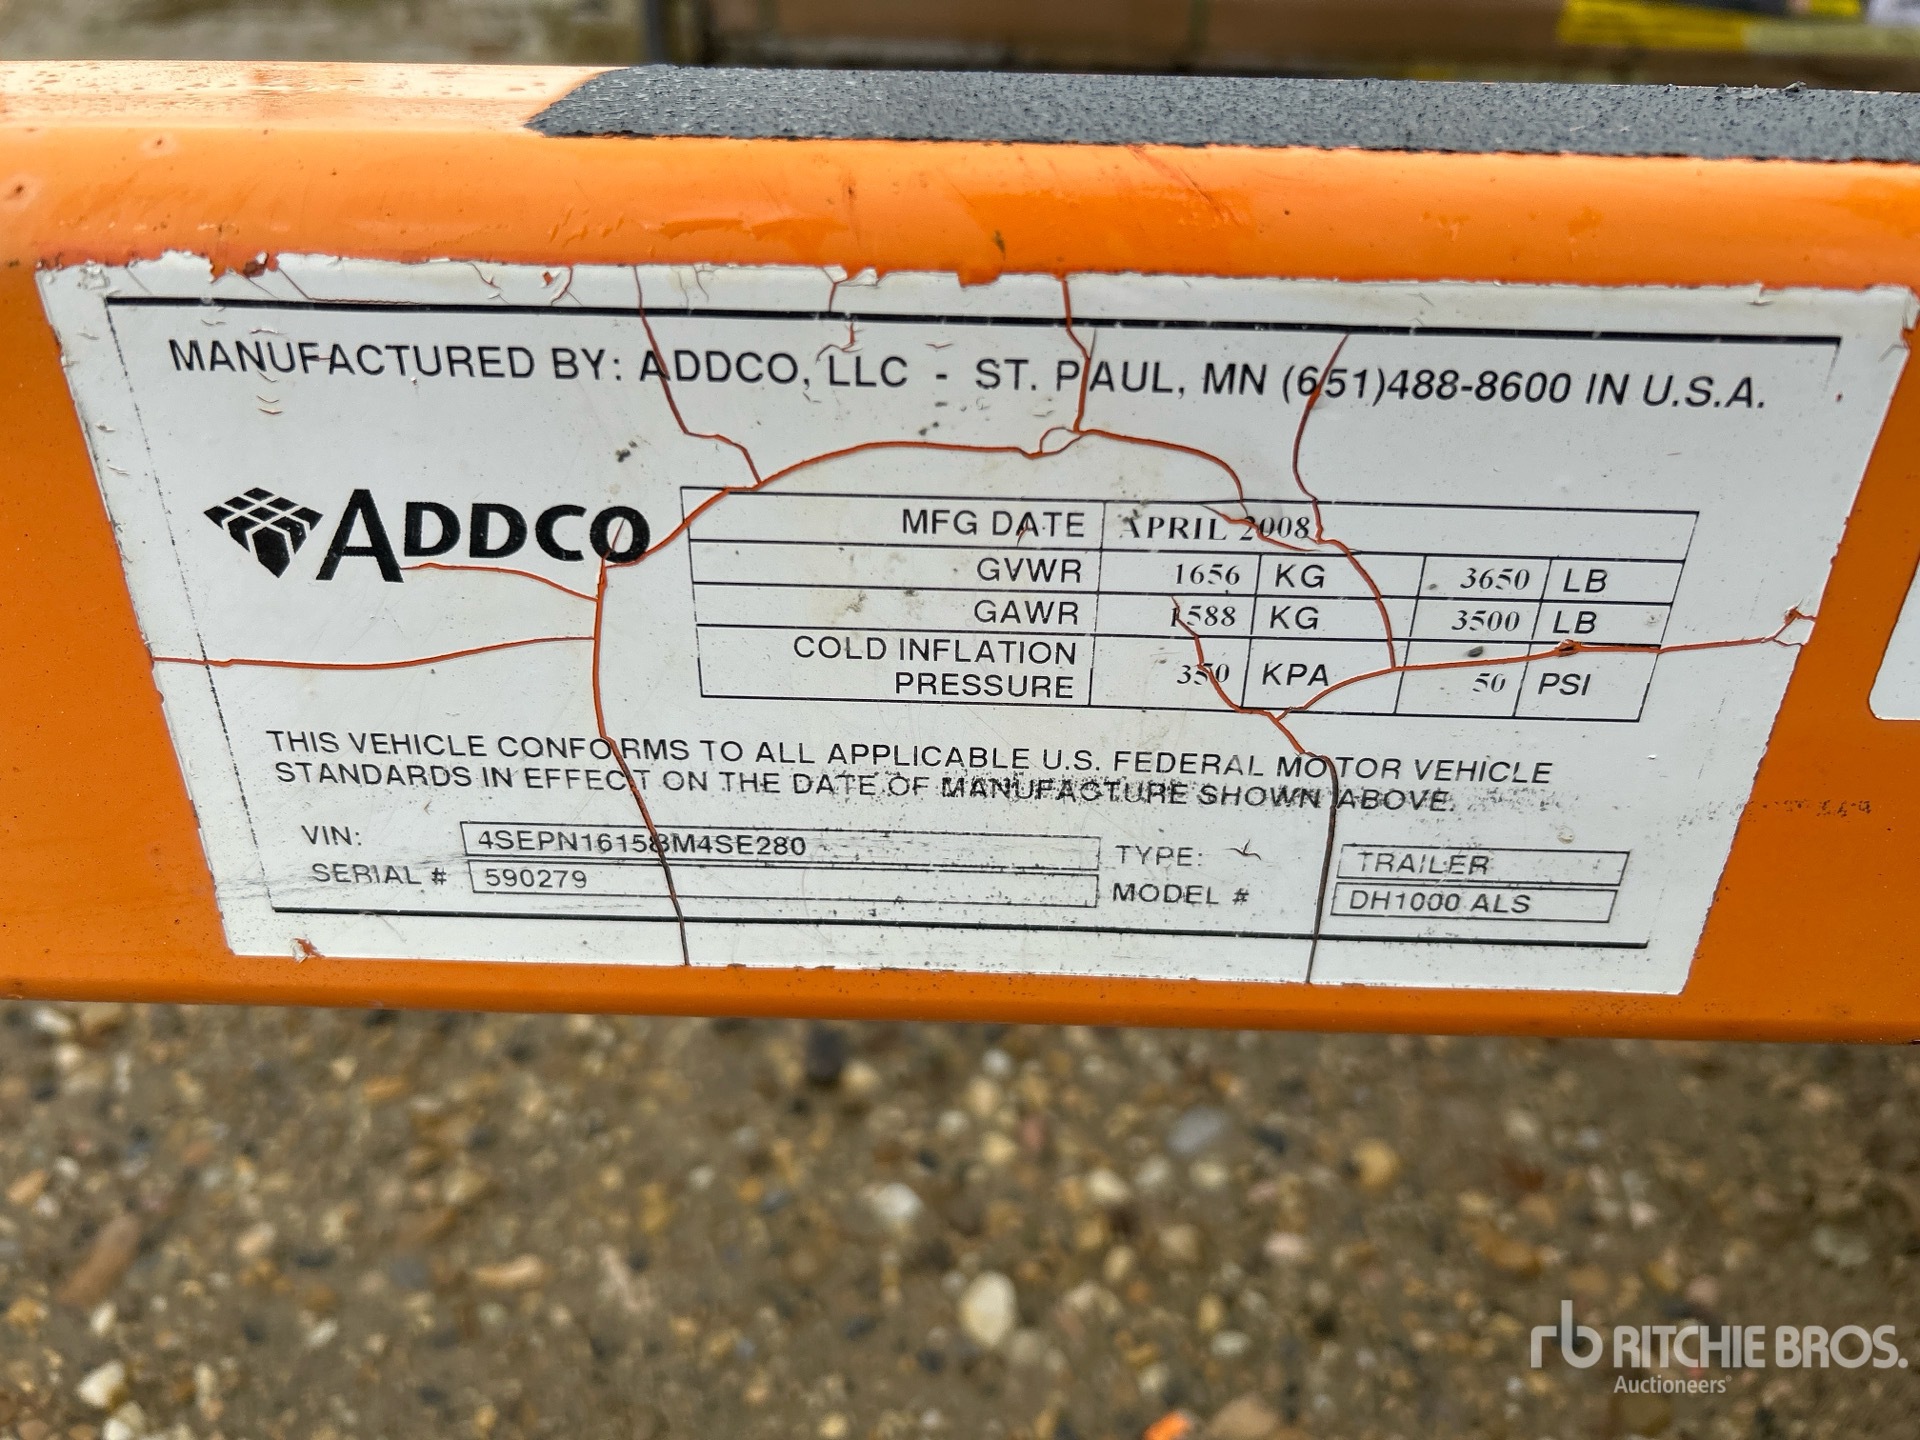 MANUFACTURED BY: ADDCO, LLC - ST. PAUL, MN (651)488-8600 IN U.S.A.
ADDCO
MFG DATE APRIL 2008
GVWR 1656 KG 3650 LB
GAWR 1588 KG 3500 LB
COLD INFLATION
PRESSURE 350 KPA 50 PSI
THIS VEHICLE CONFORMS TO ALL APPLICABLE U.S. FEDERAL MOTOR VEHICLE
STANDARDS IN EFFECT ON THE DATE OF MANUFACTURE SHOWN ABOVE.
VIN: 4SEPN16158M4SE280 TYPE: TRAILER
SERIAL # 590279 MODEL # DH1000 ALS
rb RITCHIE BROS.
Auctioneers